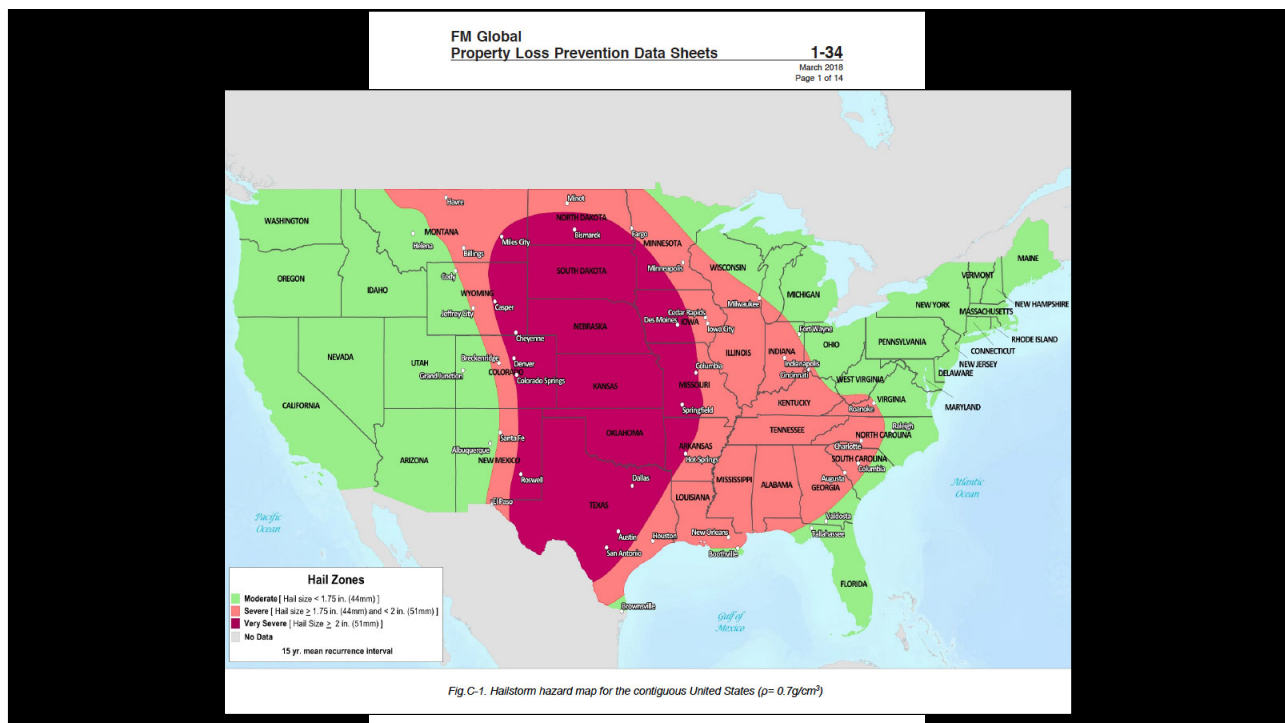 FM Global
Property Loss Prevention Data Sheets 1-34
March 2018
Page 1 of 14
WASHINGTON
Havre
Minot
MONTANA
NORTH DAKOTA
Helena
Miles City
Bismarck
Fargo
MINNESOTA
MAINE
Billings
OREGON
IDAHO
Cody
SOUTH DAKOTA
Minneapolis
WISCONSIN
VERMONT
WYOMING
MICHIGAN
NEW YORK
NEW HAMPSHIRE
Casper
Milwaukee
MASSACHUSETTS
Jeffrey City
Cedar Rapids
Des Moines
IOWA
NEBRASKA
Iowa City
Fort Wayne
RHODE ISLAND
Cheyenne
OHIO
PENNSYLVANIA
CONNECTICUT
NEVADA
UTAH
Breckenridge
Denver
ILLINOIS
INDIANA
Indianapolis
NEW JERSEY
Grand Junction
COLORADO
Colorado Springs
KANSAS
Columbia
MISSOURI
Cincinnati
WEST VIRGINIA
DELAWARE
CALIFORNIA
Springfield
KENTUCKY
VIRGINIA
Roanoke
MARYLAND
OKLAHOMA
TENNESSEE
Raleigh
NORTH CAROLINA
Santa Fe
Albuquerque
ARKANSAS
Charlotte
ARIZONA
NEW MEXICO
Hot Springs
SOUTH CAROLINA
Columbia
Roswell
Dallas
MISSISSIPPI
ALABAMA
Augusta
GEORGIA
Atlantic
Ocean
El Paso
TEXAS
LOUISIANA
Pacific
Ocean
Valdosta
Austin
Houston
New Orleans
Tallahassee
San Antonio
Boothville
FLORIDA
Brownsville
Gulf of
Mexico
Hail Zones
Moderate [ Hail size < 1.75 in. (44mm) ]
Severe [ Hail size ≥ 1.75 in. (44mm) and < 2 in. (51mm) ]
Very Severe [ Hail Size ≥ 2 in. (51mm) ]
No Data
15 yr. mean recurrence interval
Fig.C-1. Hailstorm hazard map for the contiguous United States (ρ= 0.7g/cm³)